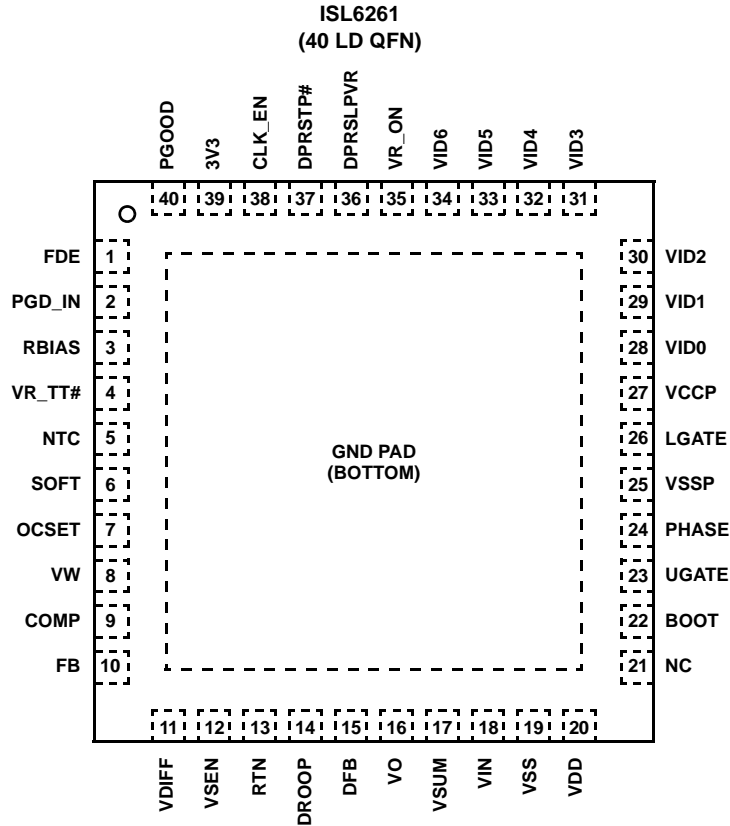 ISL6261
(40 LD QFN)
PGOOD
3V3
CLK_EN
DPRSTP#
DPRSLPVR
VR_ON
VID6
VID5
VID4
VID3
40 39 38 37 36 35 34 33 32 31
FDE 1
PGD_IN 2
RBIAS 3
VR_TT# 4
NTC 5
SOFT 6
OCSET 7
VW 8
COMP 9
FB 10
GND PAD
(BOTTOM)
30 VID2
29 VID1
28 VID0
27 VCCP
26 LGATE
25 VSSP
24 PHASE
23 UGATE
22 BOOT
21 NC
11 12 13 14 15 16 17 18 19 20
VDIFF
VSEN
RTN
DROOP
DFB
VO
VSUM
VIN
VSS
VDD